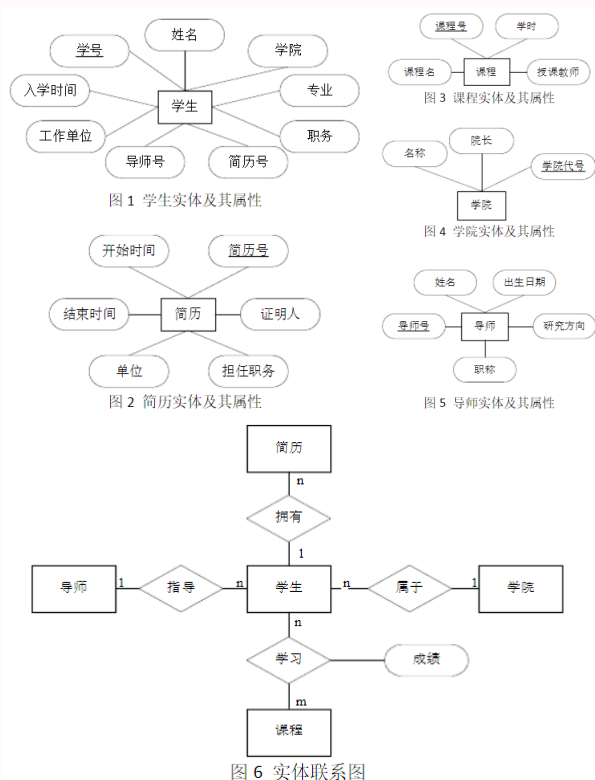 姓名
学号
学院
入学时间
专业
学生
工作单位
职务
导师号
简历号
图 1 学生实体及其属性
课程号
学时
课程名
课程
授课教师
图 3 课程实体及其属性
院长
名称
学院代号
学院
图 4 学院实体及其属性
开始时间
简历号
结束时间
简历
证明人
单位
担任职务
图 2 简历实体及其属性
姓名
出生日期
导师号
导师
研究方向
职称
图 5 导师实体及其属性
简历
n
拥有
1
导师
1
指导
n
学生
n
属于
1
学院
n
学习
成绩
m
课程
图 6 实体联系图